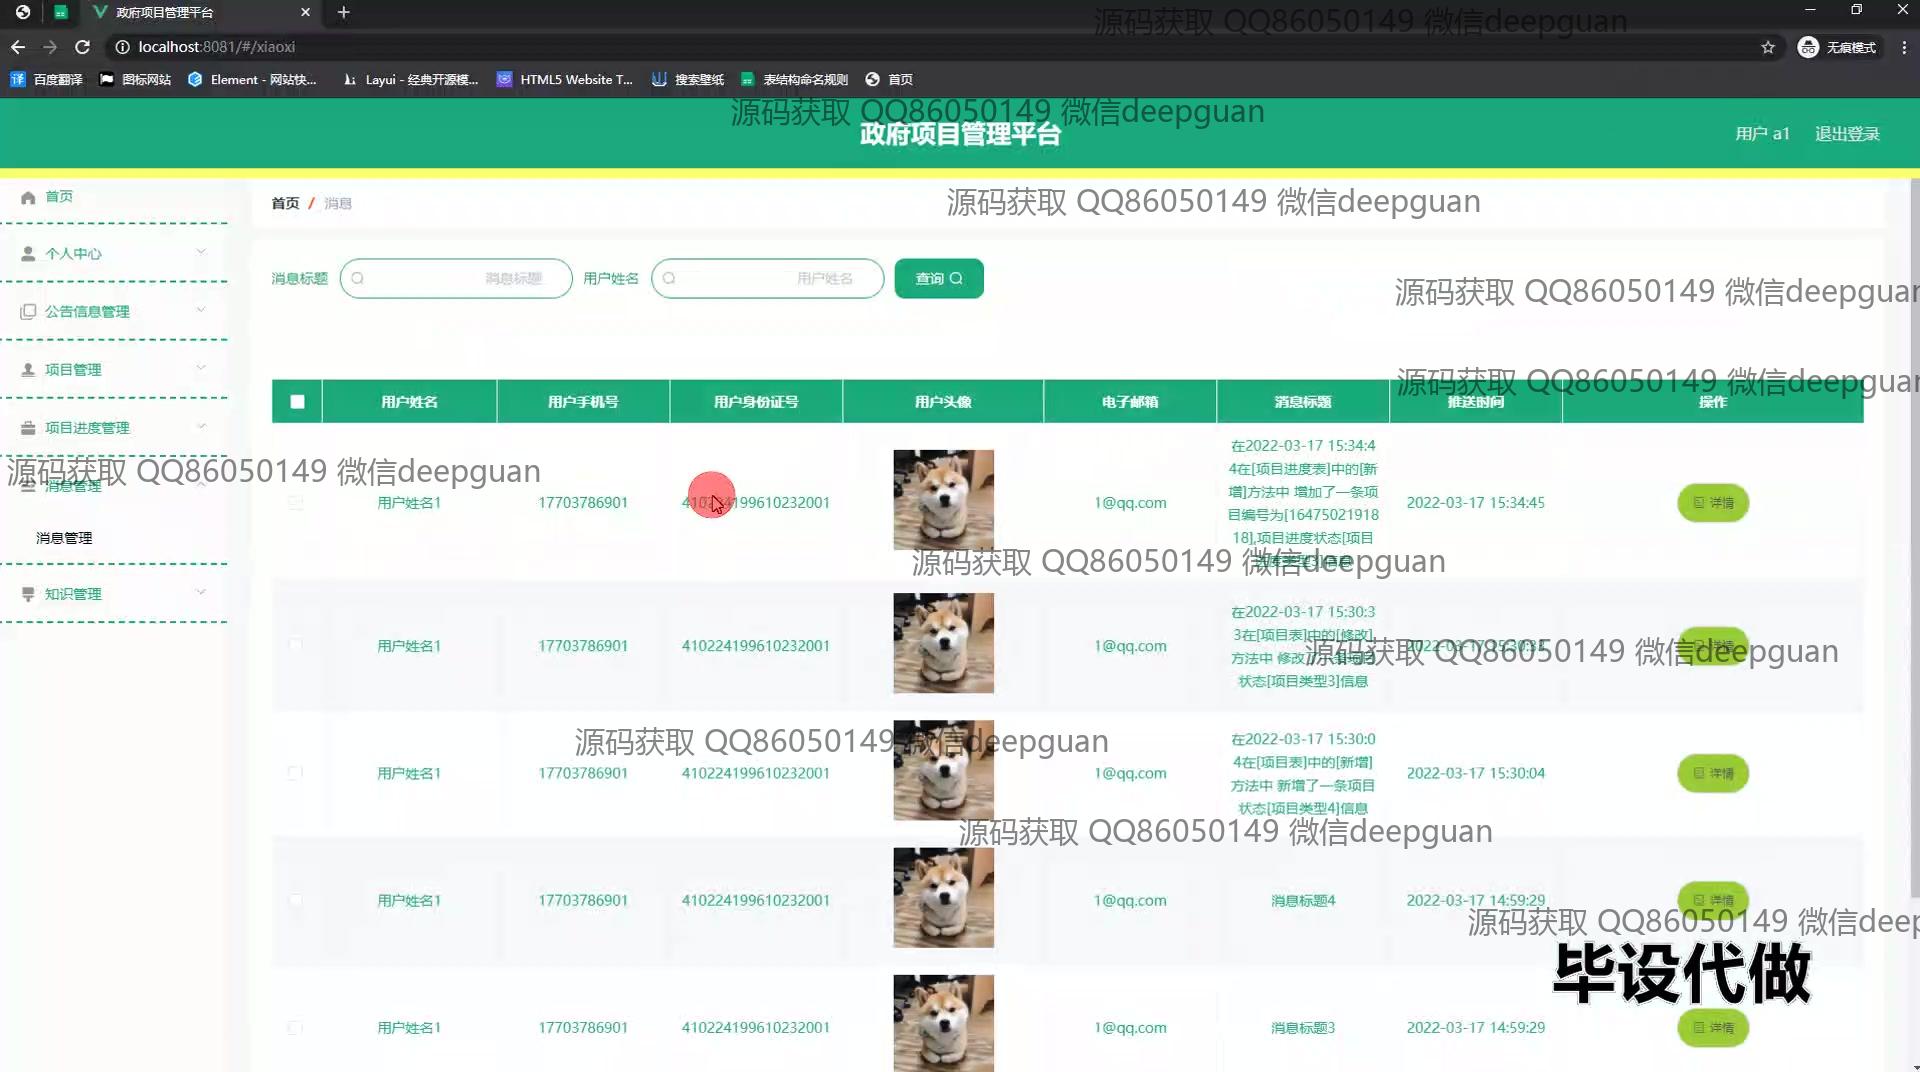 政府项目管理平台
源码获取 QQ86050149 微信deepguan
localhost:8081/#/xiaoxi
无痕模式
百度翻译 图标网站 Element - 网站快... Layui - 经典开源模... HTML5 Website T... 搜索壁纸 表结构命名规则 首页
源码获取 QQ86050149 微信deepguan
政府项目管理平台
用户 a1 退出登录
首页
首页 / 消息
源码获取 QQ86050149 微信deepguan
个人中心
消息标题 消息标题 用户姓名 用户姓名 查询
源码获取 QQ86050149 微信deepguan
公告信息管理
项目管理
源码获取 QQ86050149 微信deepguan
用户姓名 用户手机号 用户身份证号 用户头像 电子邮箱 消息标题 推送时间 操作
项目进度管理
源码获取 QQ86050149 微信deepguan
消息管理
消息管理
知识管理
用户姓名1 17703786901 410224199610232001 1@qq.com
在2022-03-17 15:34:4
4在[项目进度表]中的[新
增]方法中 增加了一条项
目编号为[16475021918
18],项目进度状态[项目
2022-03-17 15:34:45 详情
源码获取 QQ86050149 微信deepguan
用户姓名1 17703786901 410224199610232001 1@qq.com
在2022-03-17 15:30:3
3在[项目表]中的[修改]
方法中 修改了
状态[项目类型3]信息
2022-03-17 15:30:33 详情
源码获取 QQ86050149 微信deepguan
源码获取 QQ86050149 微信deepguan
用户姓名1 17703786901 410224199610232001 1@qq.com
在2022-03-17 15:30:0
4在[项目表]中的[新增]
方法中 新增了一条项目
状态[项目类型4]信息
2022-03-17 15:30:04 详情
源码获取 QQ86050149 微信deepguan
用户姓名1 17703786901 410224199610232001 1@qq.com 消息标题4 2022-03-17 14:59:29 详情
源码获取 QQ86050149 微信deep
毕设代做
用户姓名1 17703786901 410224199610232001 1@qq.com 消息标题3 2022-03-17 14:59:29 详情